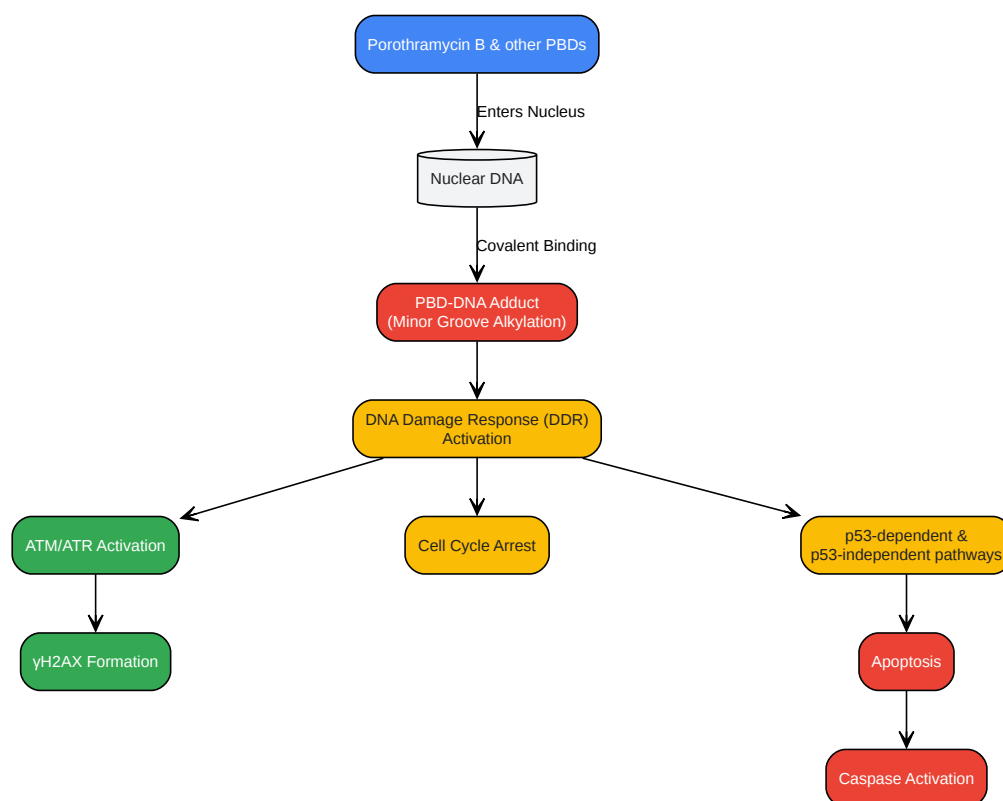 Porothramycin B & other PBDs
Enters Nucleus
Nuclear DNA
Covalent Binding
PBD-DNA Adduct
(Minor Groove Alkylation)
DNA Damage Response (DDR)
Activation
ATM/ATR Activation
Cell Cycle Arrest
p53-dependent &
p53-independent pathways
γH2AX Formation
Apoptosis
Caspase Activation